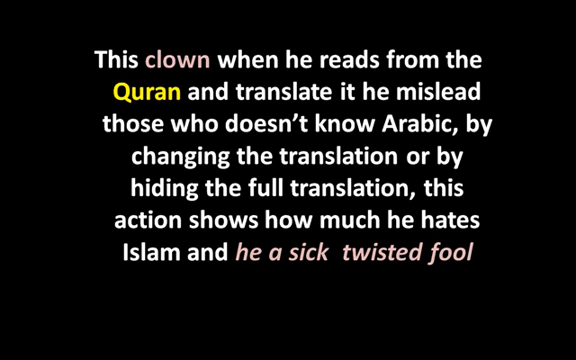 This clown when he reads from the
Quran and translate it he mislead
those who doesn't know Arabic, by
changing the translation or by
hiding the full translation, this
action shows how much he hates
Islam and he a sick twisted fool